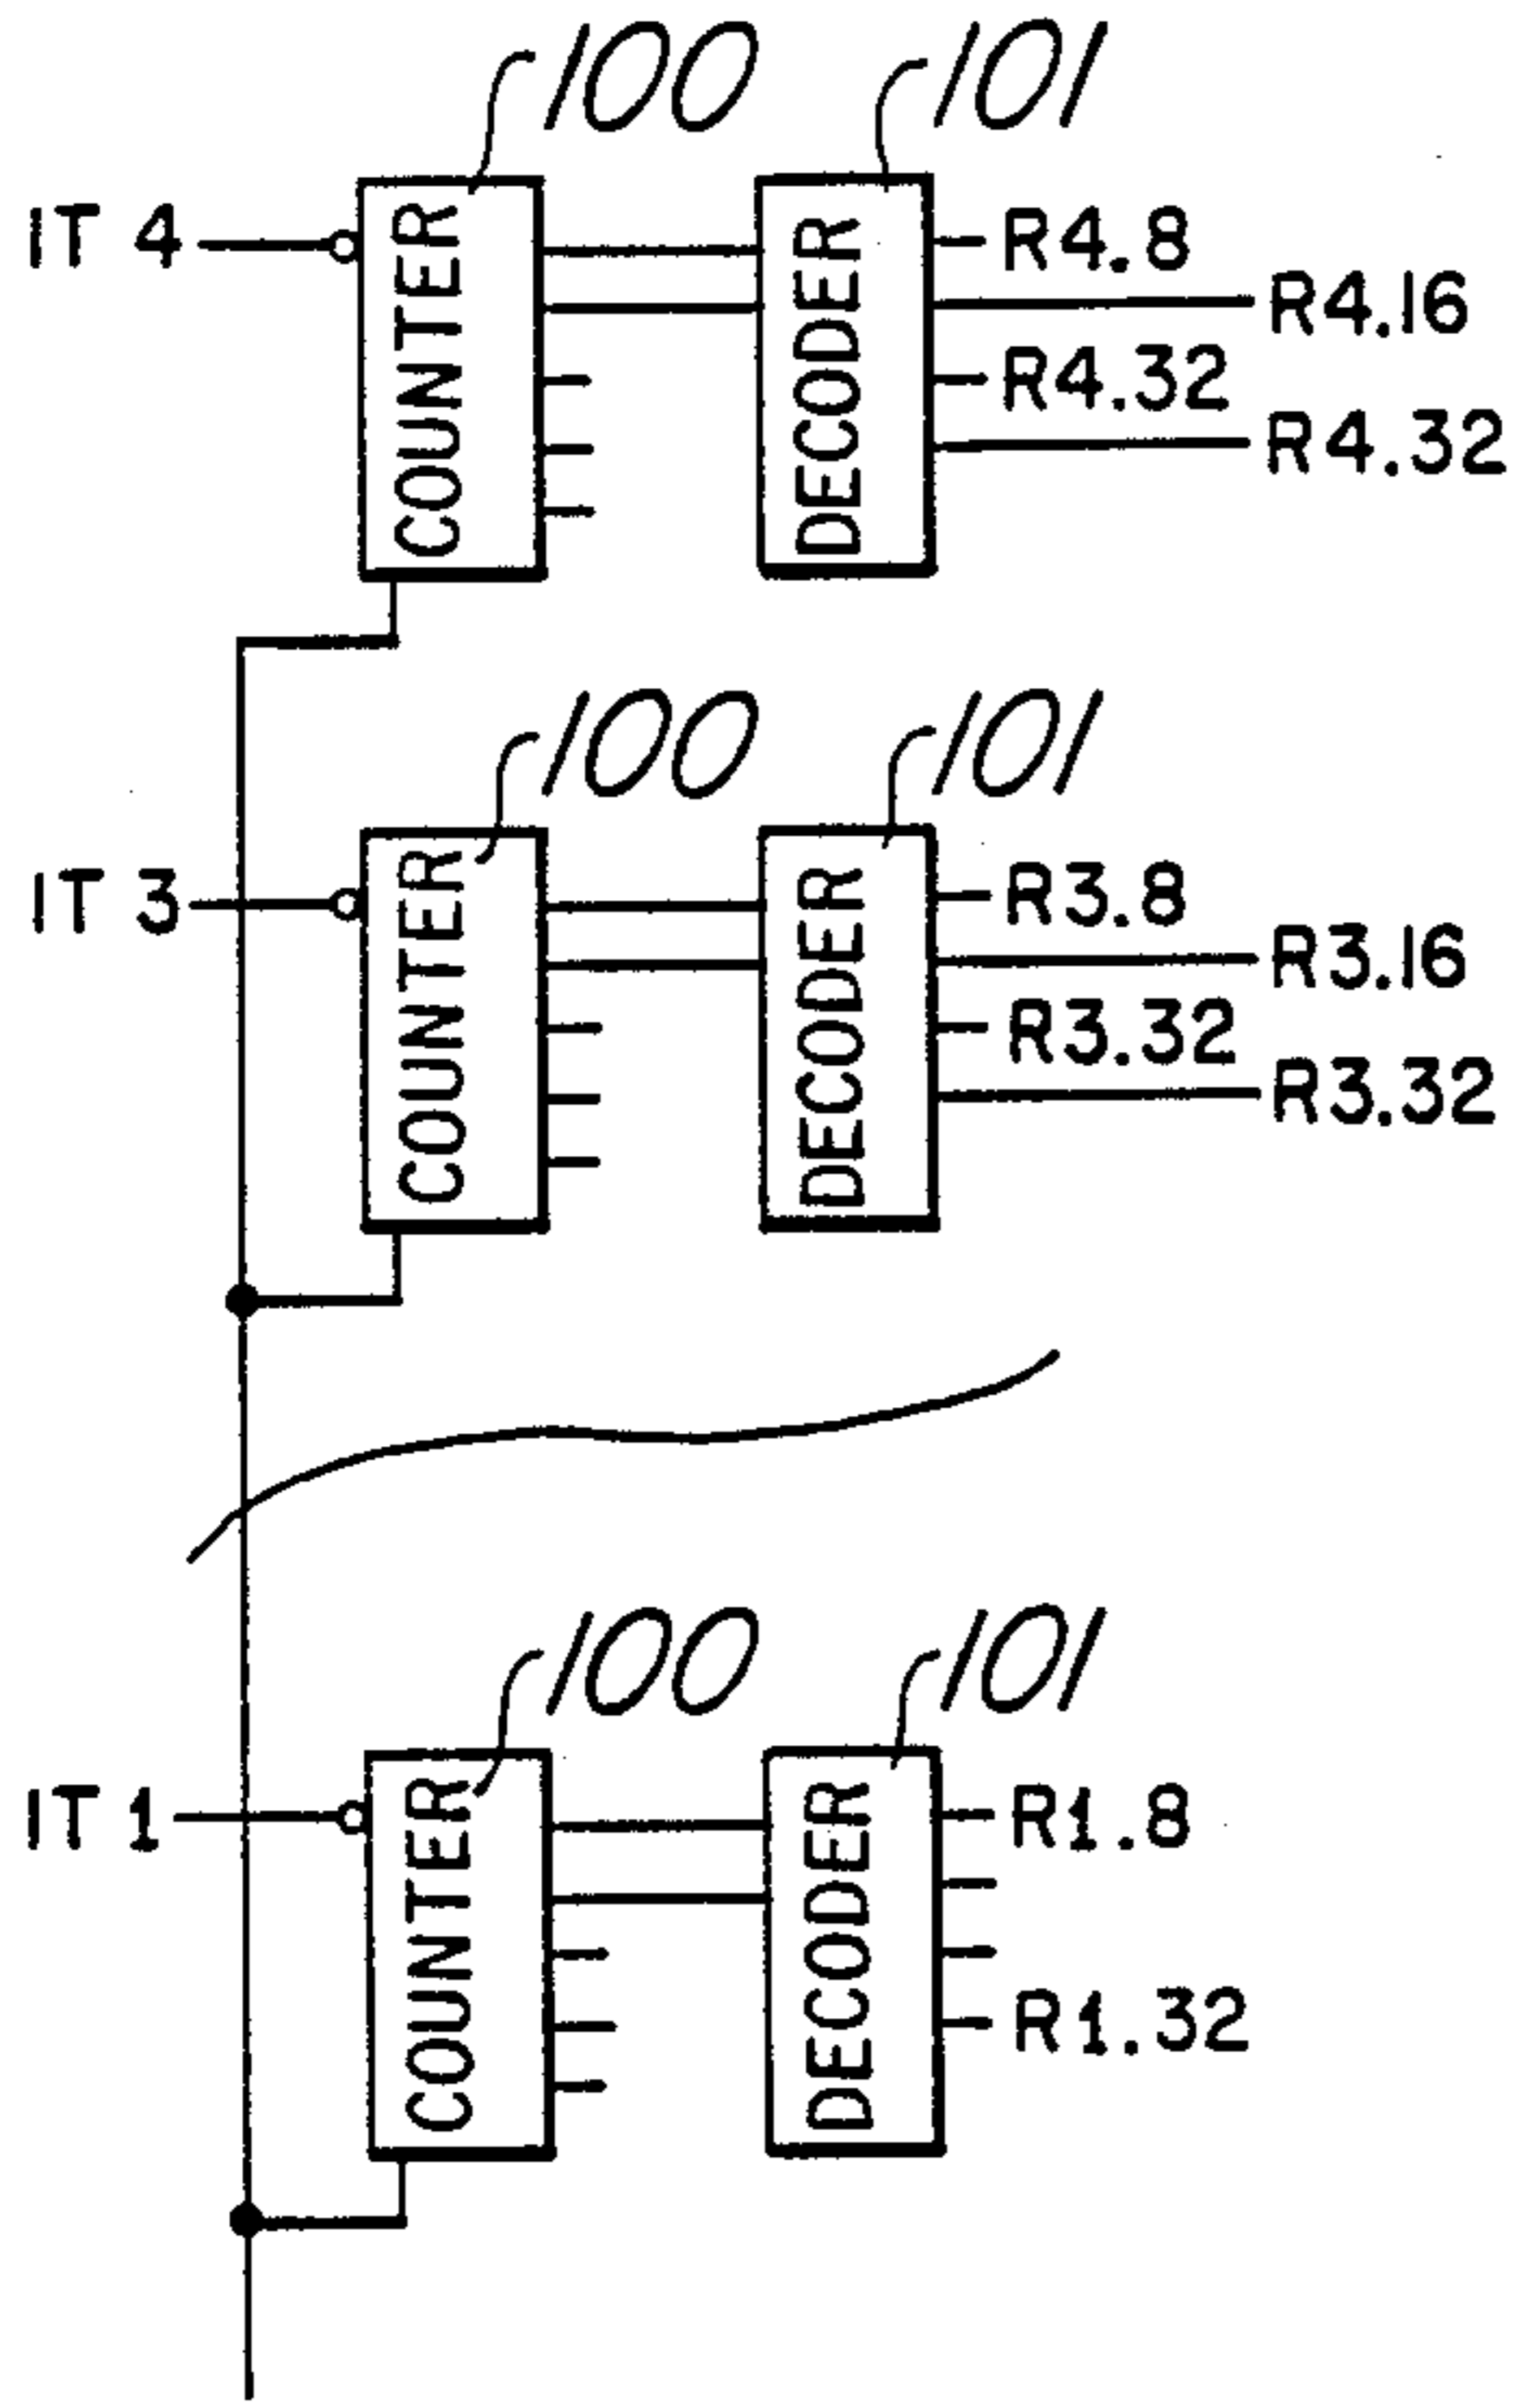 100
101
IT 4
COUNTER
DECODER
R4.8
R4.16
R4.32
R4.32
100
101
IT 3
COUNTER
DECODER
R3.8
R3.16
R3.32
R3.32
100
101
IT 1
COUNTER
DECODER
R1.8
R1.32